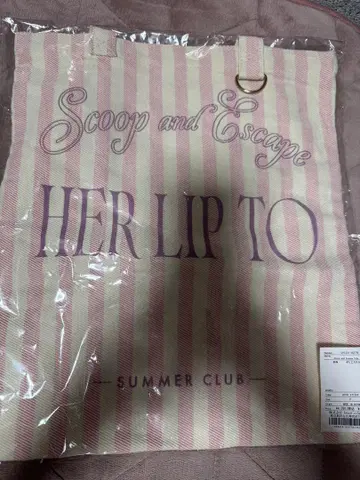 Scoop and Escape
HER LIP TO
SUMMER CLUB